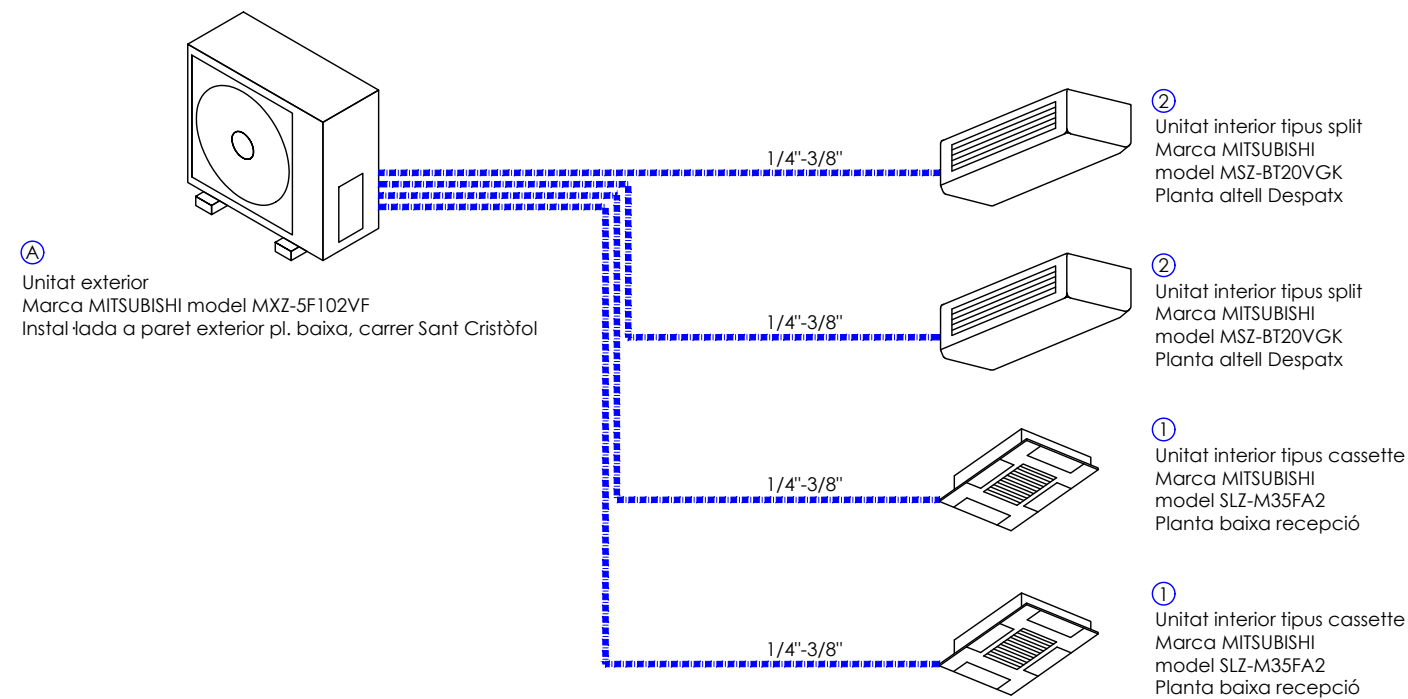 1/4"-3/8"
2
Unitat interior tipus split
Marca MITSUBISHI
model MSZ-BT20VGK
Planta altell Despatx
A
Unitat exterior
Marca MITSUBISHI model MXZ-5F102VF
Instal·lada a paret exterior pl. baixa, carrer Sant Cristòfol
1/4"-3/8"
2
Unitat interior tipus split
Marca MITSUBISHI
model MSZ-BT20VGK
Planta altell Despatx
1/4"-3/8"
1
Unitat interior tipus cassette
Marca MITSUBISHI
model SLZ-M35FA2
Planta baixa recepció
1/4"-3/8"
1
Unitat interior tipus cassette
Marca MITSUBISHI
model SLZ-M35FA2
Planta baixa recepció